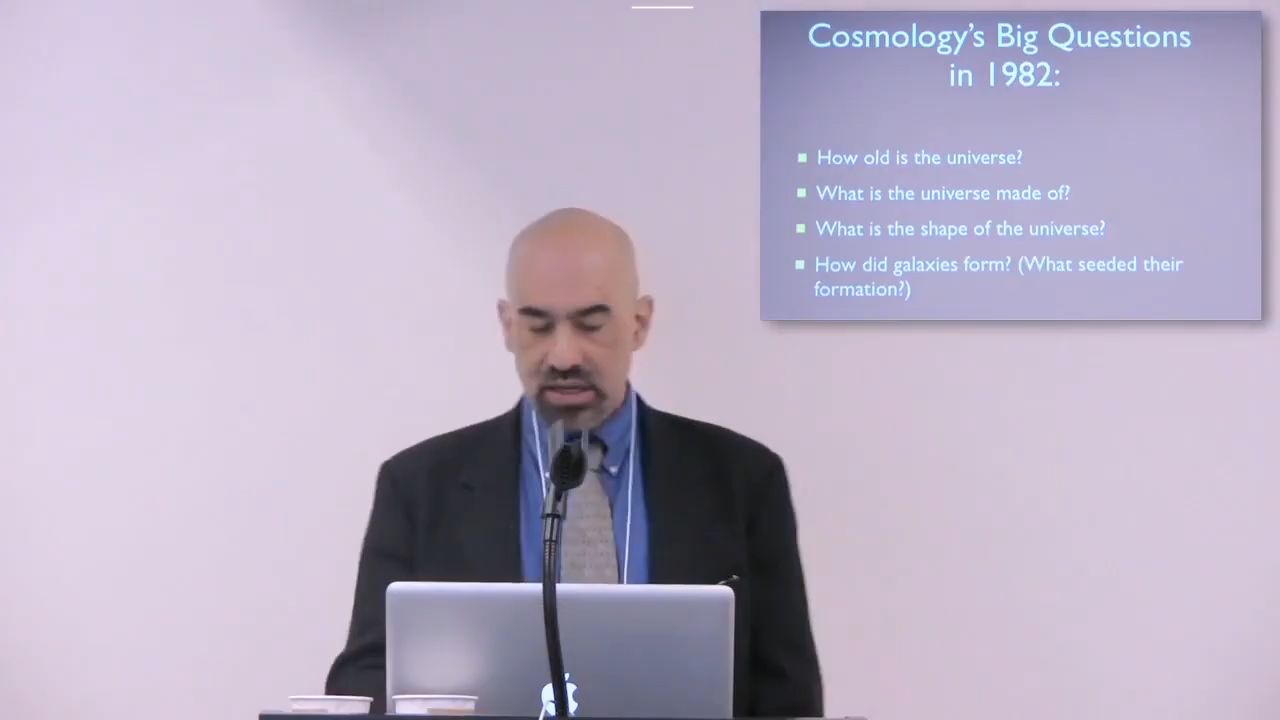 Cosmology's Big Questions
in 1982:
How old is the universe?
What is the universe made of?
What is the shape of the universe?
How did galaxies form? (What seeded their
formation?)